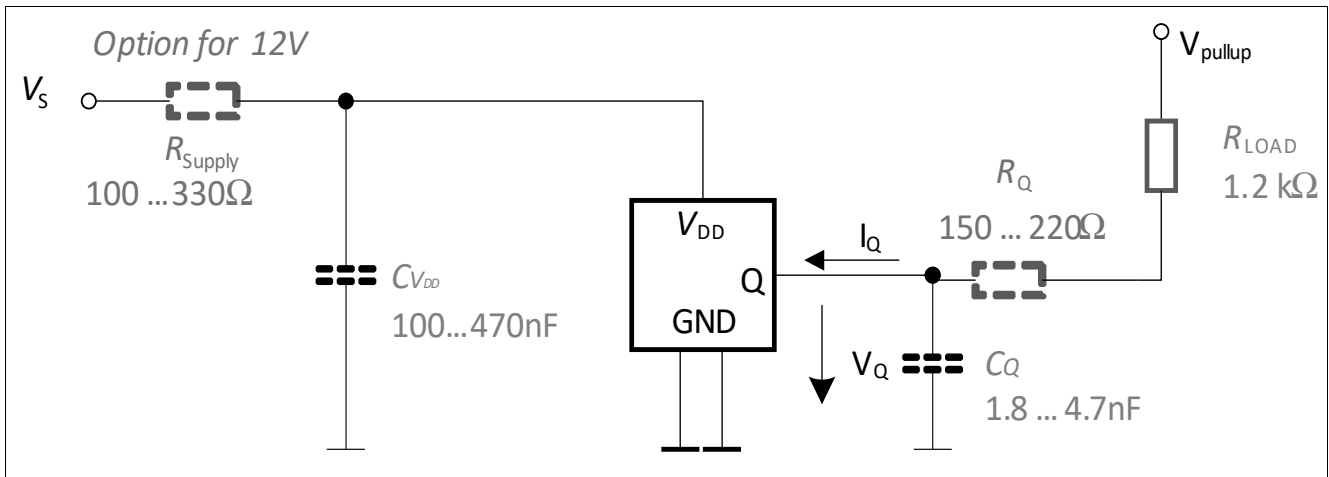 Option for 12V
V_S
R_Supply
100 ...330Ω
C_VDD
100...470nF
V_DD
Q
GND
I_Q
V_Q
R_Q
150 ... 220Ω
C_Q
1.8 ... 4.7nF
V_pullup
R_LOAD
1.2 kΩ